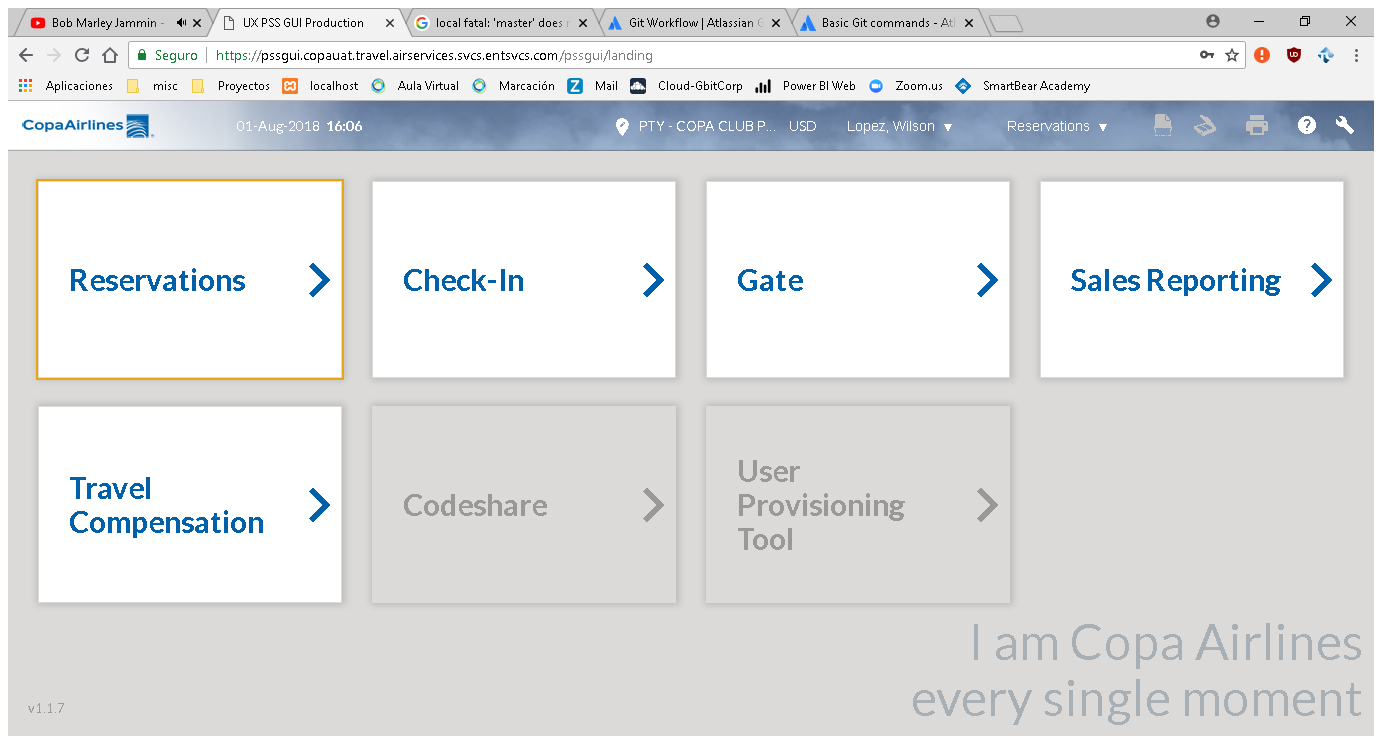 Bob Marley Jammin -
UX PSS GUI Production
local fatal: 'master' does n
Git Workflow | Atlassian G
Basic Git commands - Atl
Seguro
https://pssgui.copauat.travel.airservices.svcs.entsvcs.com/pssgui/landing
Aplicaciones
misc
Proyectos
localhost
Aula Virtual
Marcación
Mail
Cloud-GbitCorp
Power BI Web
Zoom.us
SmartBear Academy
CopaAirlines
01-Aug-2018 16:06
PTY - COPA CLUB P...
USD
Lopez, Wilson
Reservations
Reservations
Check-In
Gate
Sales Reporting
Travel
Compensation
Codeshare
User
Provisioning
Tool
I am Copa Airlines
every single moment
v1.1.7